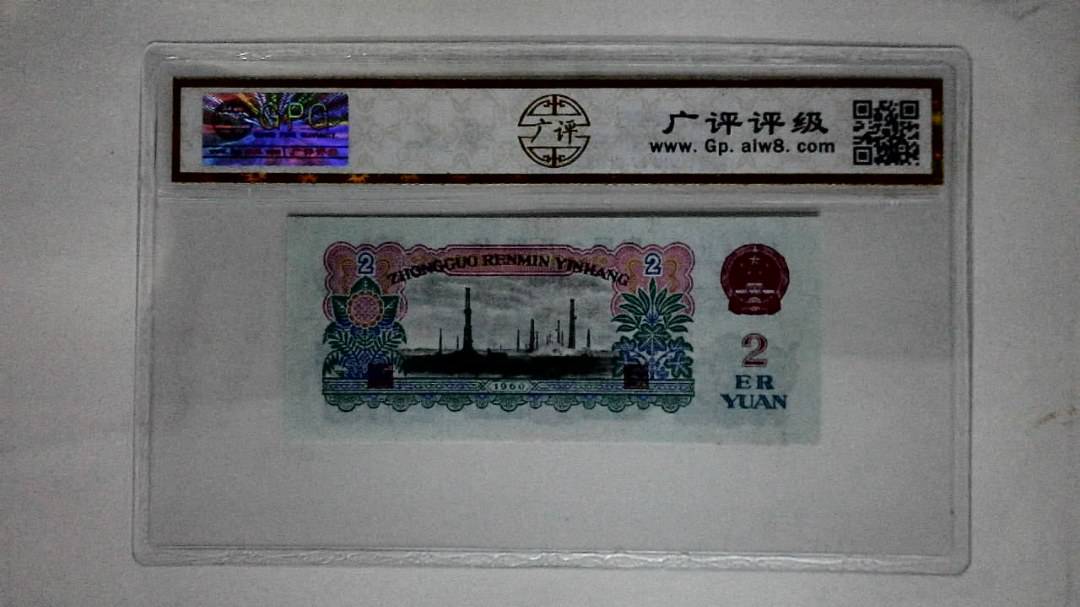 GPG
广评
广评评级
www. Gp. alw8. com
2
ZHONGGUO RENMIN YINHANG
2
1960
2
ER
YUAN